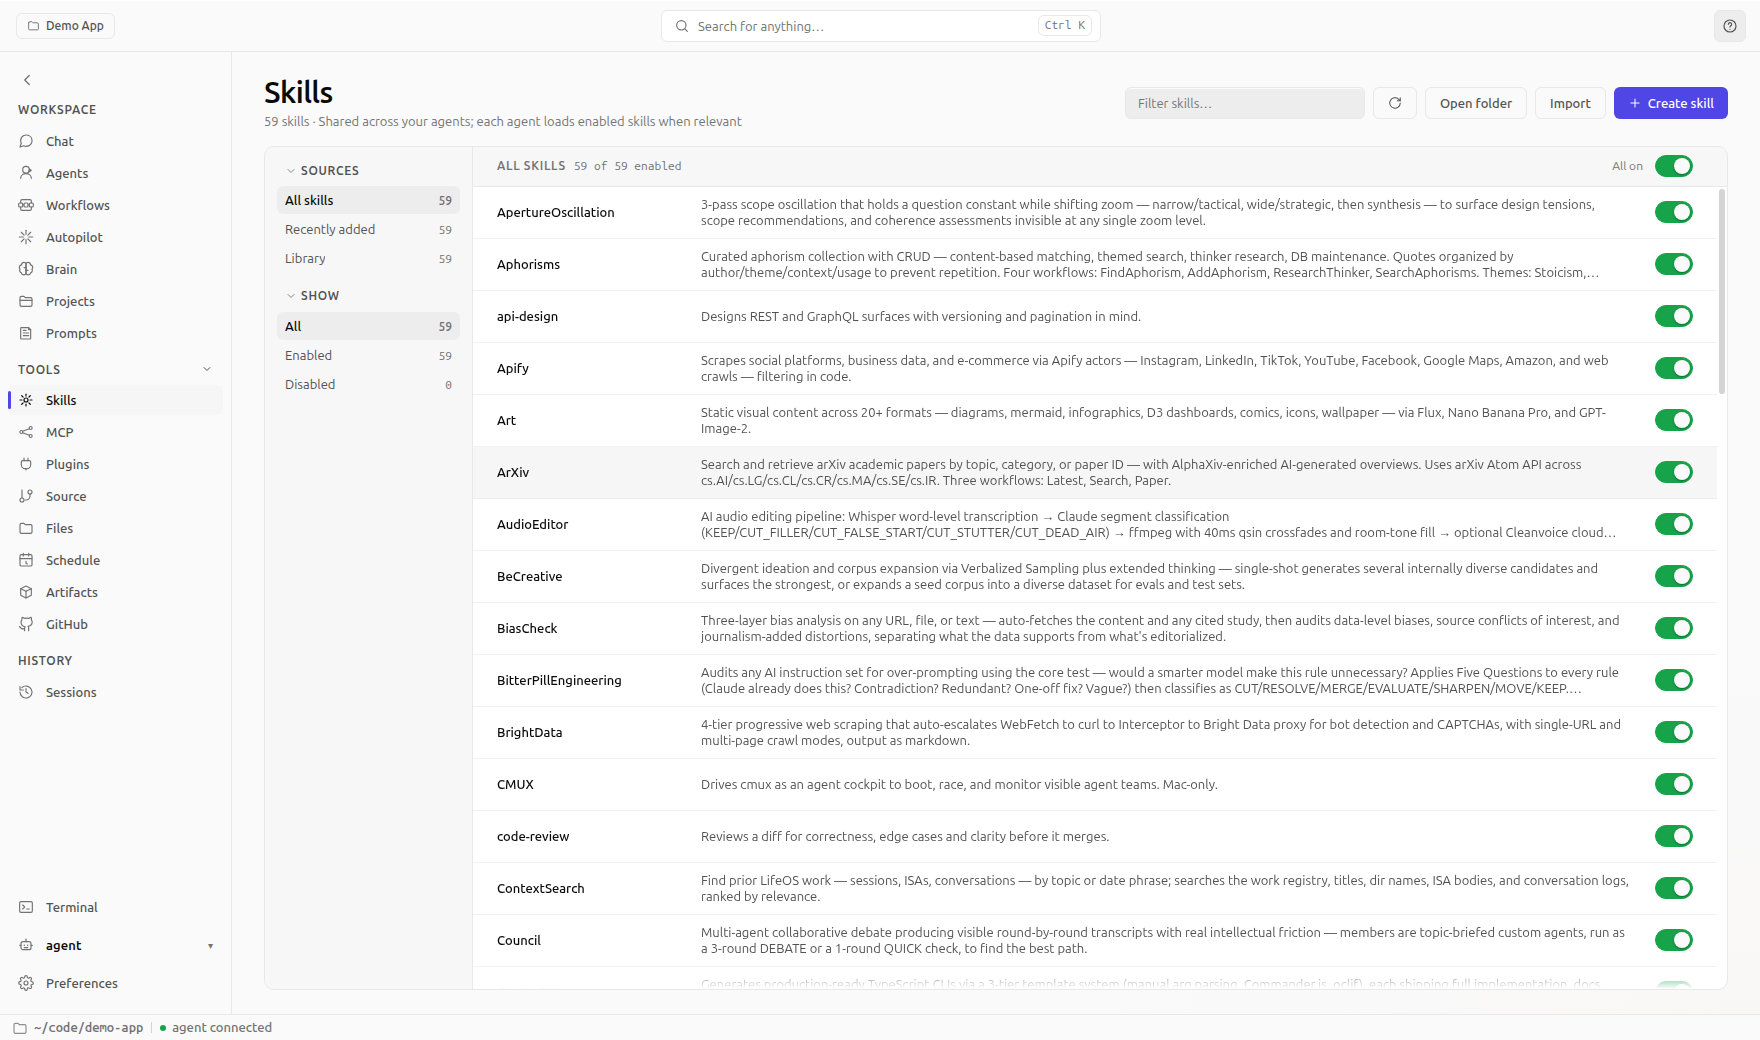 Demo App
Search for anything…
Ctrl K
WORKSPACE
Chat
Agents
Workflows
Autopilot
Brain
Projects
Prompts
TOOLS
Skills
MCP
Plugins
Source
Files
Schedule
Artifacts
GitHub
HISTORY
Sessions
Terminal
agent
Preferences
Skills
59 skills · Shared across your agents; each agent loads enabled skills when relevant
Filter skills…
Open folder
Import
+ Create skill
SOURCES
All skills 59
Recently added 59
Library 59
SHOW
All 59
Enabled 59
Disabled 0
ALL SKILLS 59 of 59 enabled
All on
ApertureOscillation
3-pass scope oscillation that holds a question constant while shifting zoom — narrow/tactical, wide/strategic, then synthesis — to surface design tensions,
scope recommendations, and coherence assessments invisible at any single zoom level.
Aphorisms
Curated aphorism collection with CRUD — content-based matching, themed search, thinker research, DB maintenance. Quotes organized by
author/theme/context/usage to prevent repetition. Four workflows: FindAphorism, AddAphorism, ResearchThinker, SearchAphorisms. Themes: Stoicism,…
api-design
Designs REST and GraphQL surfaces with versioning and pagination in mind.
Apify
Scrapes social platforms, business data, and e-commerce via Apify actors — Instagram, LinkedIn, TikTok, YouTube, Facebook, Google Maps, Amazon, and web
crawls — filtering in code.
Art
Static visual content across 20+ formats — diagrams, mermaid, infographics, D3 dashboards, comics, icons, wallpaper — via Flux, Nano Banana Pro, and GPT-
Image-2.
ArXiv
Search and retrieve arXiv academic papers by topic, category, or paper ID — with AlphaXiv-enriched AI-generated overviews. Uses arXiv Atom API across
cs.AI/cs.LG/cs.CL/cs.CR/cs.MA/cs.SE/cs.IR. Three workflows: Latest, Search, Paper.
AudioEditor
AI audio editing pipeline: Whisper word-level transcription → Claude segment classification
(KEEP/CUT_FILLER/CUT_FALSE_START/CUT_STUTTER/CUT_DEAD_AIR) → ffmpeg with 40ms qsin crossfades and room-tone fill → optional Cleanvoice cloud…
BeCreative
Divergent ideation and corpus expansion via Verbalized Sampling plus extended thinking — single-shot generates several internally diverse candidates and
surfaces the strongest, or expands a seed corpus into a diverse dataset for evals and test sets.
BiasCheck
Three-layer bias analysis on any URL, file, or text — auto-fetches the content and any cited study, then audits data-level biases, source conflicts of interest, and
journalism-added distortions, separating what the data supports from what's editorialized.
BitterPillEngineering
Audits any AI instruction set for over-prompting using the core test — would a smarter model make this rule unnecessary? Applies Five Questions to every rule
(Claude already does this? Contradiction? Redundant? One-off fix? Vague?) then classifies as CUT/RESOLVE/MERGE/EVALUATE/SHARPEN/MOVE/KEEP.…
BrightData
4-tier progressive web scraping that auto-escalates WebFetch to curl to Interceptor to Bright Data proxy for bot detection and CAPTCHAs, with single-URL and
multi-page crawl modes, output as markdown.
CMUX
Drives cmux as an agent cockpit to boot, race, and monitor visible agent teams. Mac-only.
code-review
Reviews a diff for correctness, edge cases and clarity before it merges.
ContextSearch
Find prior LifeOS work — sessions, ISAs, conversations — by topic or date phrase; searches the work registry, titles, dir names, ISA bodies, and conversation logs,
ranked by relevance.
Council
Multi-agent collaborative debate producing visible round-by-round transcripts with real intellectual friction — members are topic-briefed custom agents, run as
a 3-round DEBATE or a 1-round QUICK check, to find the best path.
Generates production-ready TypeScript CLIs via a 3-tier template system (manual arg parsing, Commander.js, oclif), each shipping full implementation, docs,
~/code/demo-app
agent connected